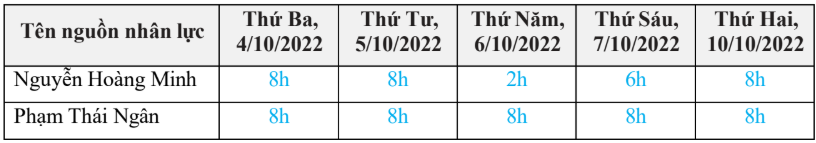 Tên nguồn nhân lực | Thứ Ba, 4/10/2022 | Thứ Tư, 5/10/2022 | Thứ Năm, 6/10/2022 | Thứ Sáu, 7/10/2022 | Thứ Hai, 10/10/2022
Nguyễn Hoàng Minh | 8h | 8h | 2h | 6h | 8h
Phạm Thái Ngân | 8h | 8h | 8h | 8h | 8h